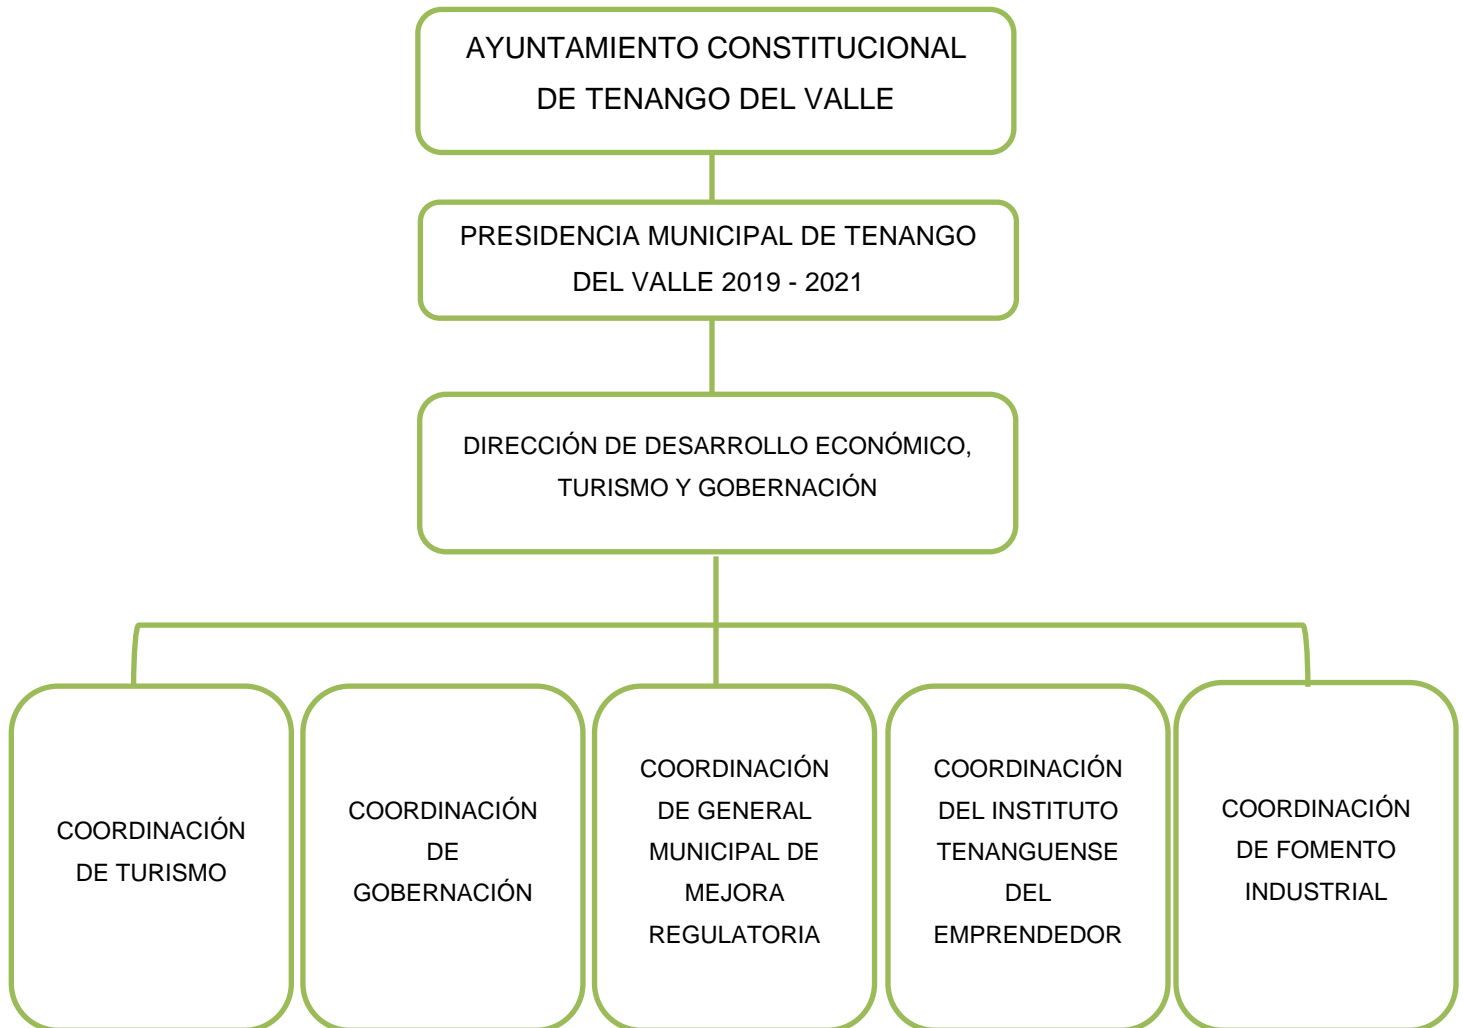 AYUNTAMIENTO CONSTITUCIONAL
DE TENANGO DEL VALLE
PRESIDENCIA MUNICIPAL DE TENANGO
DEL VALLE 2019 - 2021
DIRECCIÓN DE DESARROLLO ECONÓMICO,
TURISMO Y GOBERNACIÓN
COORDINACIÓN
DE TURISMO
COORDINACIÓN
DE
GOBERNACIÓN
COORDINACIÓN
DE GENERAL
MUNICIPAL DE
MEJORA
REGULATORIA
COORDINACIÓN
DEL INSTITUTO
TENANGUENSE
DEL
EMPRENDEDOR
COORDINACIÓN
DE FOMENTO
INDUSTRIAL